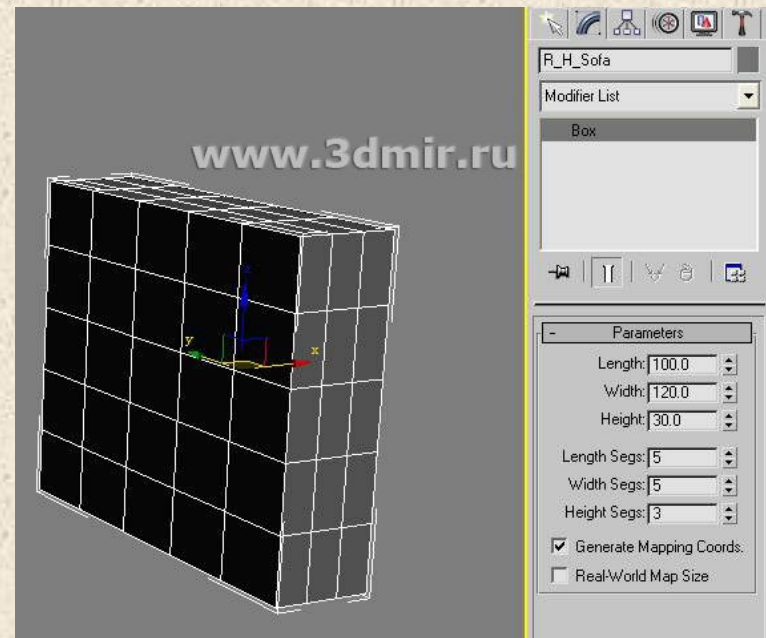 R_H_Sofa
Modifier List
Box
www.3dmir.ru
z
y
x
- Parameters
Length: 100.0
Width: 120.0
Height: 30.0
Length Segs: 5
Width Segs: 5
Height Segs: 3
Generate Mapping Coords.
Real-World Map Size